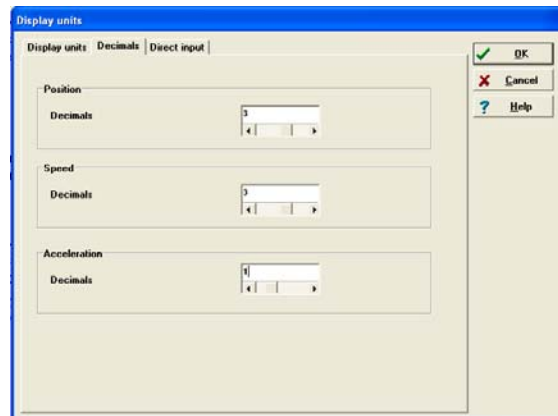 Display units
Display units Decimals Direct input
OK
Cancel
Help
Position
Decimals 3
Speed
Decimals 3
Acceleration
Decimals 1